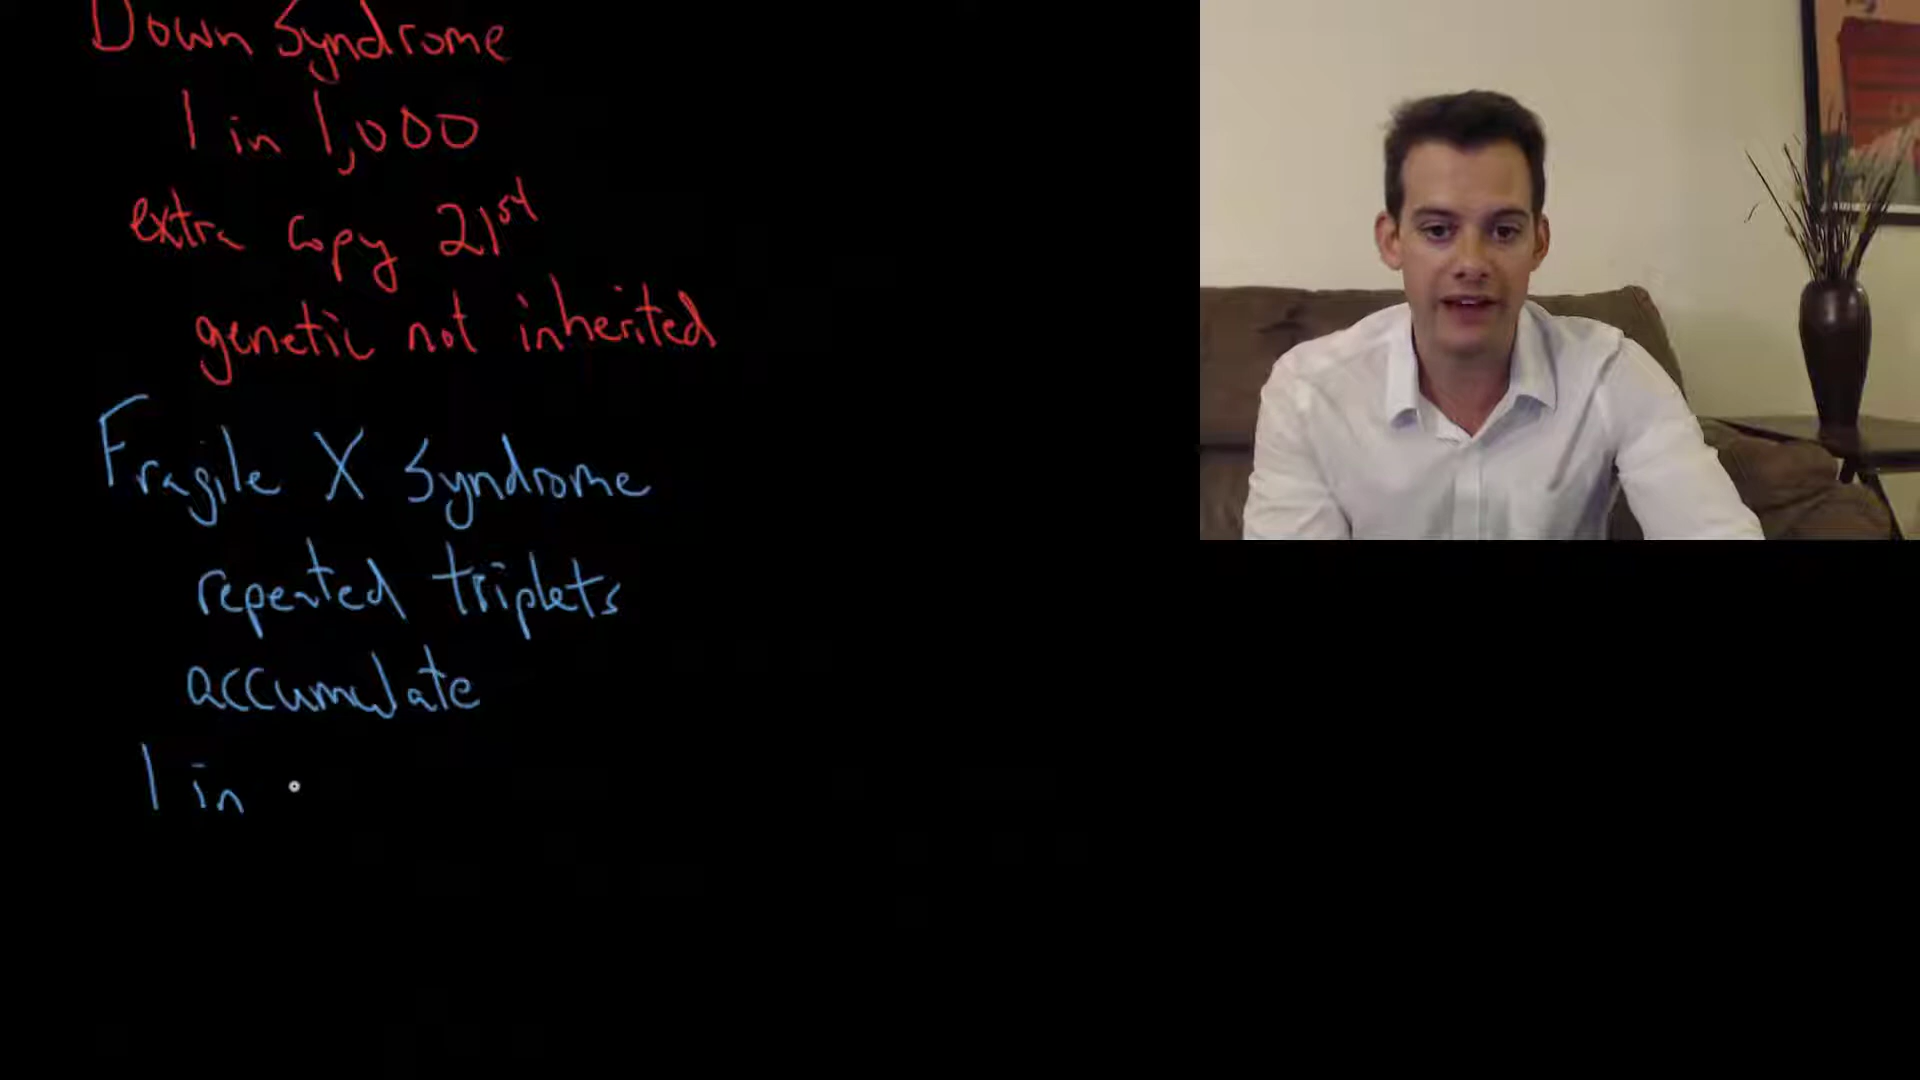 Down Syndrome
1 in 1,000
extra copy 21st
genetic not inherited
Fragile X Syndrome
repeated triplets
accumulate
1 in